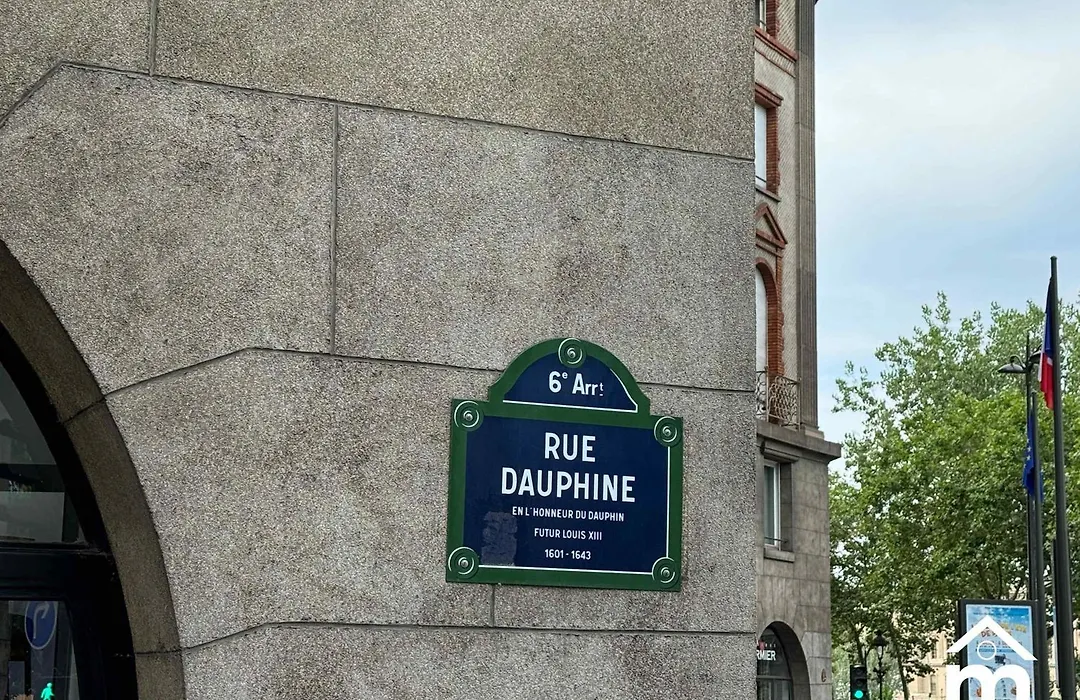 6e Arrt
RUE
DAUPHINE
EN L'HONNEUR DU DAUPHIN
FUTUR LOUIS XIII
1601 - 1643
m